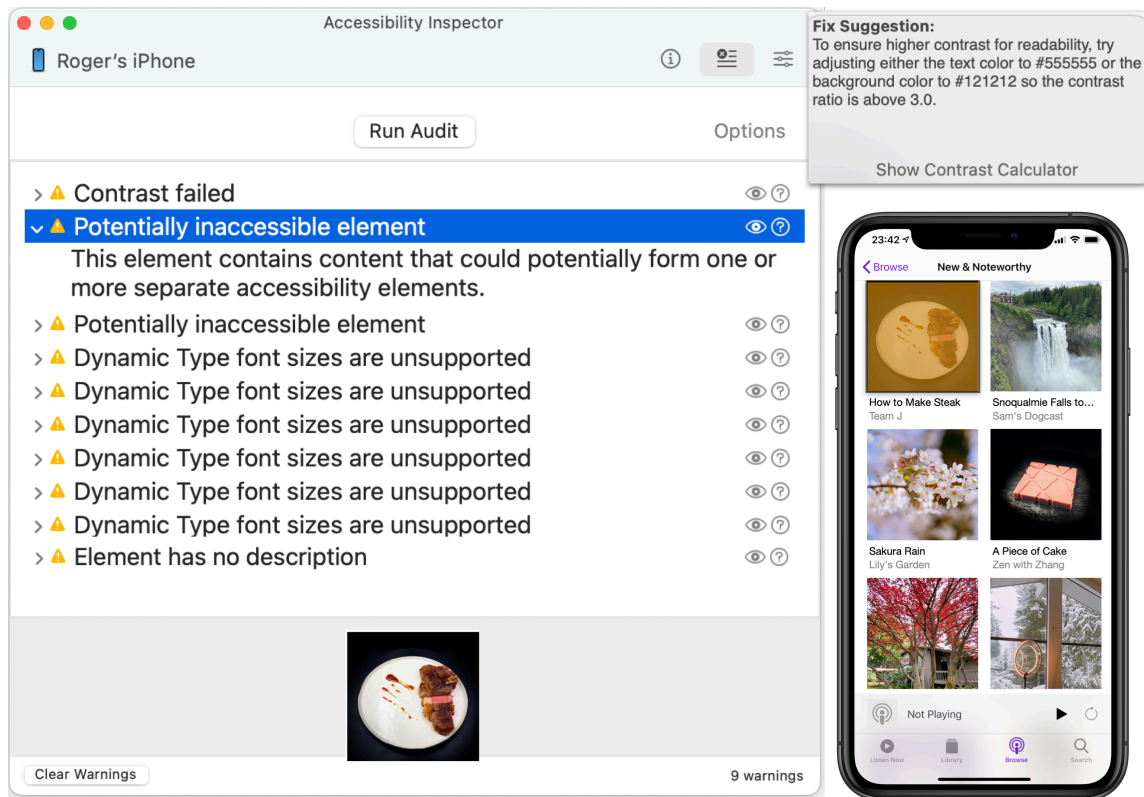 Accessibility Inspector
Roger's iPhone
Run Audit
Options
Contrast failed
Potentially inaccessible element
This element contains content that could potentially form one or
more separate accessibility elements.
Potentially inaccessible element
Dynamic Type font sizes are unsupported
Dynamic Type font sizes are unsupported
Dynamic Type font sizes are unsupported
Dynamic Type font sizes are unsupported
Dynamic Type font sizes are unsupported
Dynamic Type font sizes are unsupported
Element has no description
Clear Warnings
9 warnings
Fix Suggestion:
To ensure higher contrast for readability, try
adjusting either the text color to #555555 or the
background color to #121212 so the contrast
ratio is above 3.0.
Show Contrast Calculator
23:42
Browse
New & Noteworthy
How to Make Steak
Team J
Snoqualmie Falls to...
Sam's Dogcast
Sakura Rain
Lily's Garden
A Piece of Cake
Zen with Zhang
Not Playing
Listen Now
Library
Browse
Search